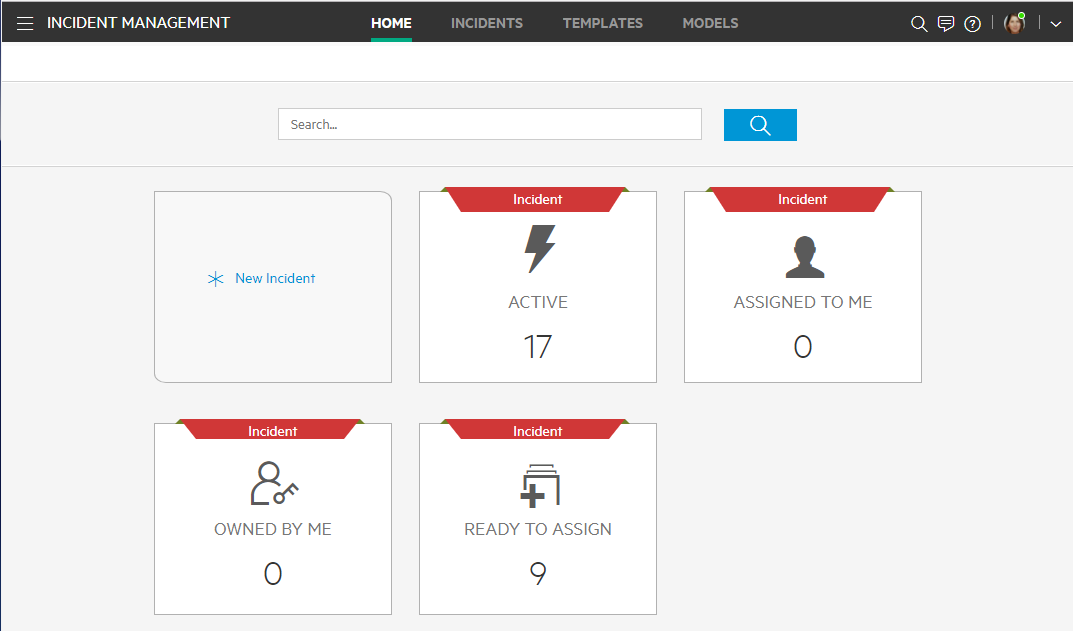 INCIDENT MANAGEMENT
HOME INCIDENTS TEMPLATES MODELS
Search...
New Incident
Incident
ACTIVE
17
Incident
ASSIGNED TO ME
0
Incident
OWNED BY ME
0
Incident
READY TO ASSIGN
9